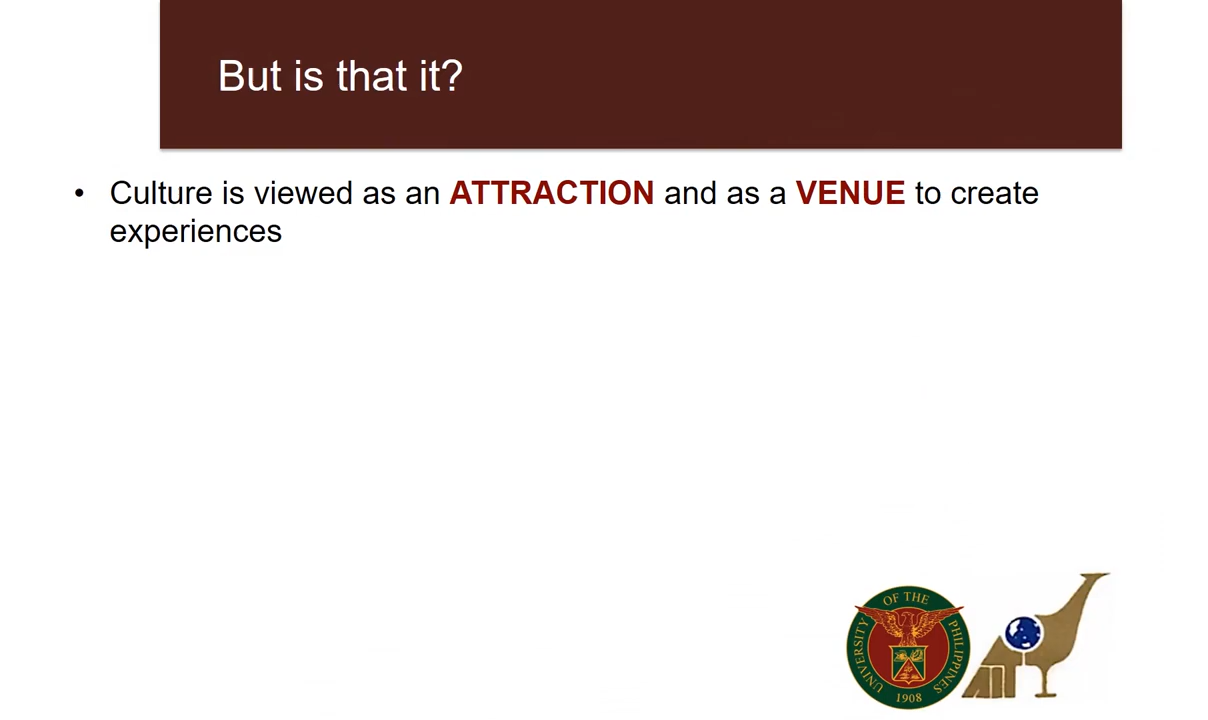 But is that it?
• Culture is viewed as an ATTRACTION and as a VENUE to create
experiences
UNIVERSITY OF THE PHILIPPINES
1908
AIT